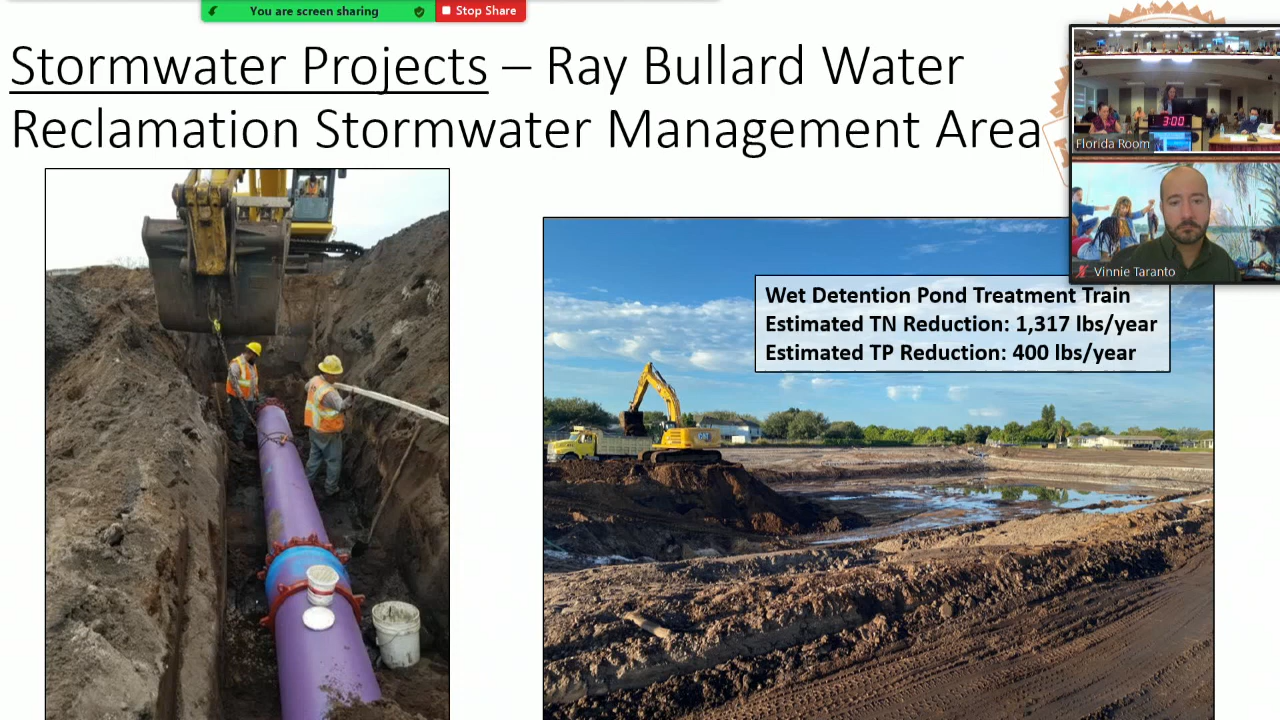 You are screen sharing
Stop Share
Stormwater Projects – Ray Bullard Water
Reclamation Stormwater Management Area
3:00
Florida Room
Vinnie Taranto
Wet Detention Pond Treatment Train
Estimated TN Reduction: 1,317 lbs/year
Estimated TP Reduction: 400 lbs/year
CAT